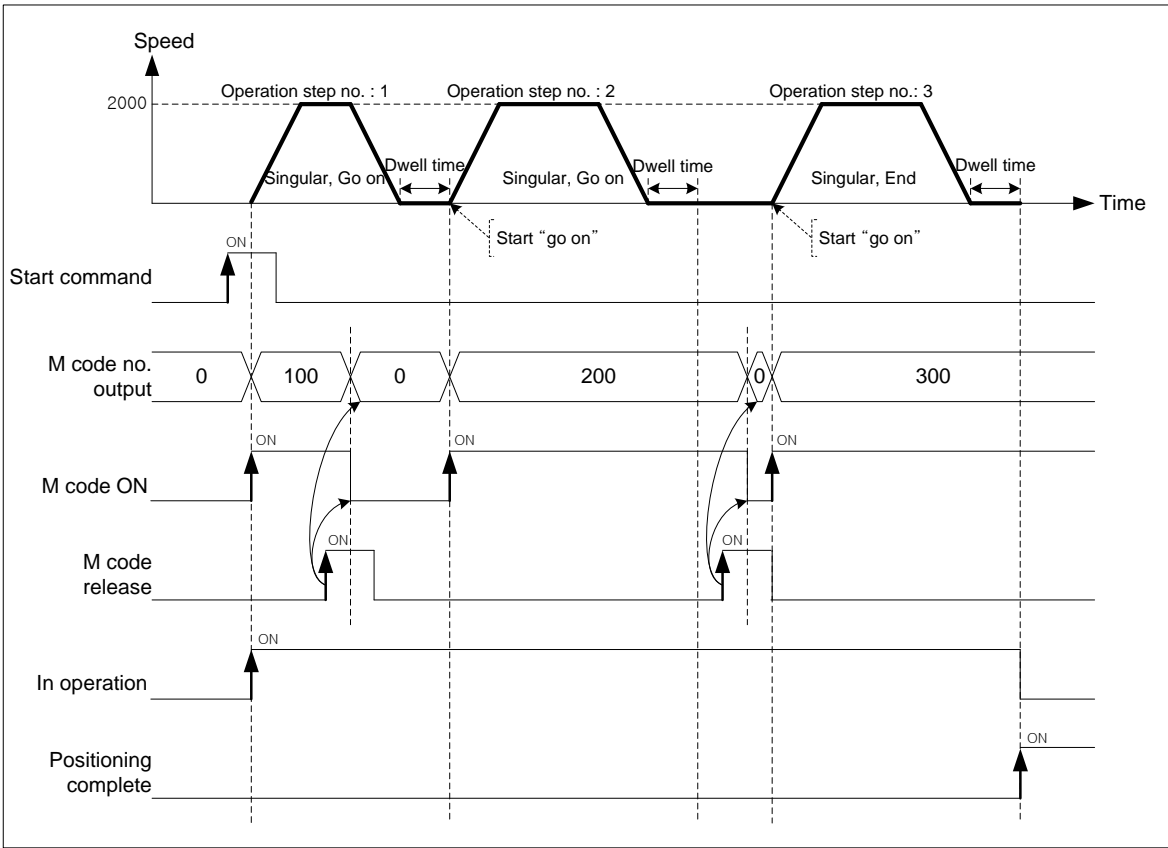 Speed
2000
Operation step no. : 1
Operation step no. : 2
Operation step no.: 3
Singular, Go on
Dwell time
Singular, Go on
Dwell time
Singular, End
Dwell time
Time
Start “go on”
Start “go on”
Start command
ON
M code no.
output
0
100
0
200
0
300
M code ON
ON
ON
ON
M code
release
ON
ON
In operation
ON
Positioning
complete
ON